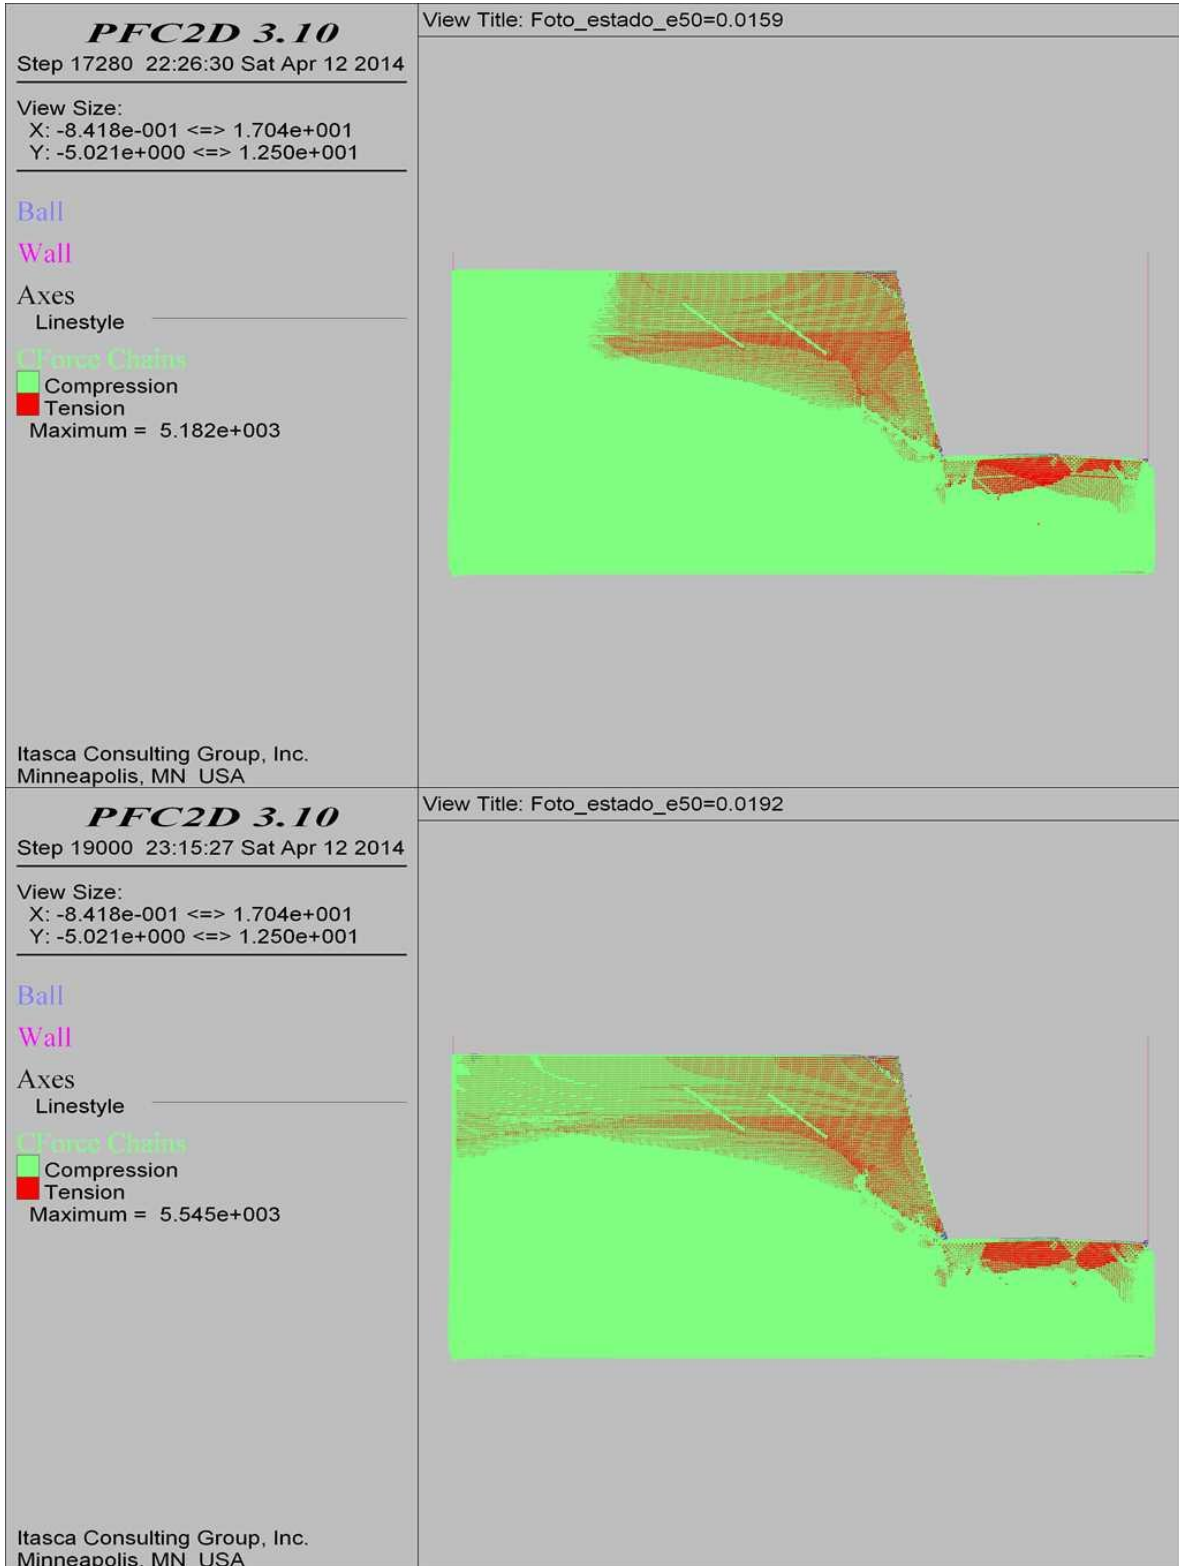 PFC2D 3.10
Step 17280 22:26:30 Sat Apr 12 2014
View Size:
X: -8.418e-001 <=> 1.704e+001
Y: -5.021e+000 <=> 1.250e+001
Ball
Wall
Axes
Linestyle
CForce Chains
Compression
Tension
Maximum = 5.182e+003
Itasca Consulting Group, Inc.
Minneapolis, MN USA
View Title: Foto_estado_e50=0.0159
PFC2D 3.10
Step 19000 23:15:27 Sat Apr 12 2014
View Size:
X: -8.418e-001 <=> 1.704e+001
Y: -5.021e+000 <=> 1.250e+001
Ball
Wall
Axes
Linestyle
CForce Chains
Compression
Tension
Maximum = 5.545e+003
Itasca Consulting Group, Inc.
Minneapolis, MN USA
View Title: Foto_estado_e50=0.0192